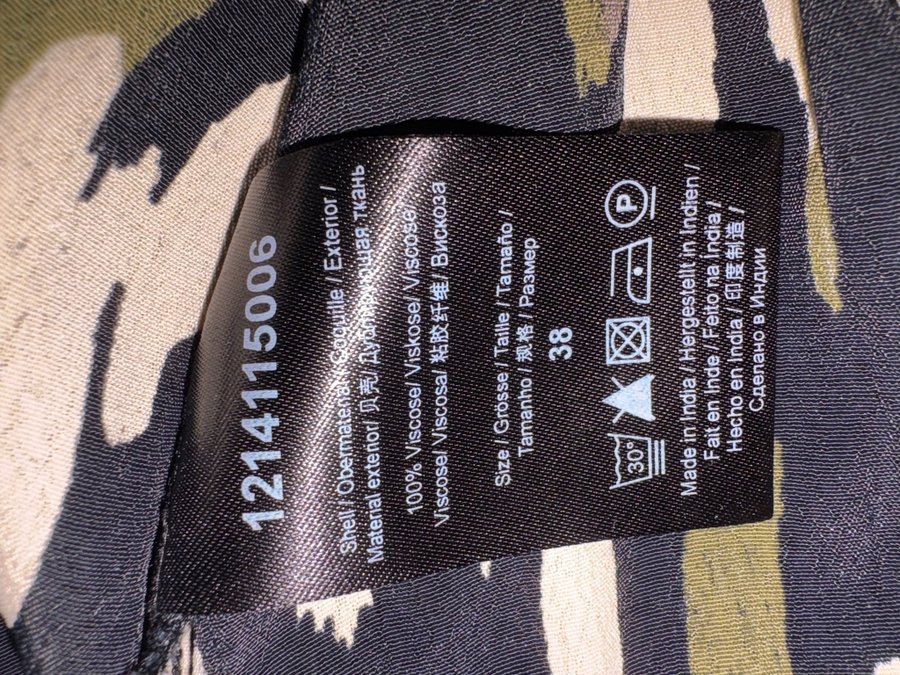 1214115006
Shell / Obermaterial / Coquille / Exterior /
Material exterior/ 贝壳/ Дублирующая ткань
100% Viscose/ Viskose/ Viscose/
Viscose/ Viscosa/ 粘胶纤维/ Вискоза
Size / Grösse / Taille / Tamaño /
Tamanho / 规格 / Размер
38
30°
P
Made in India / Hergestellt in Indien /
Fait en Inde / Feito na India /
Hecho en India / 印度制造 /
Сделано в Индии